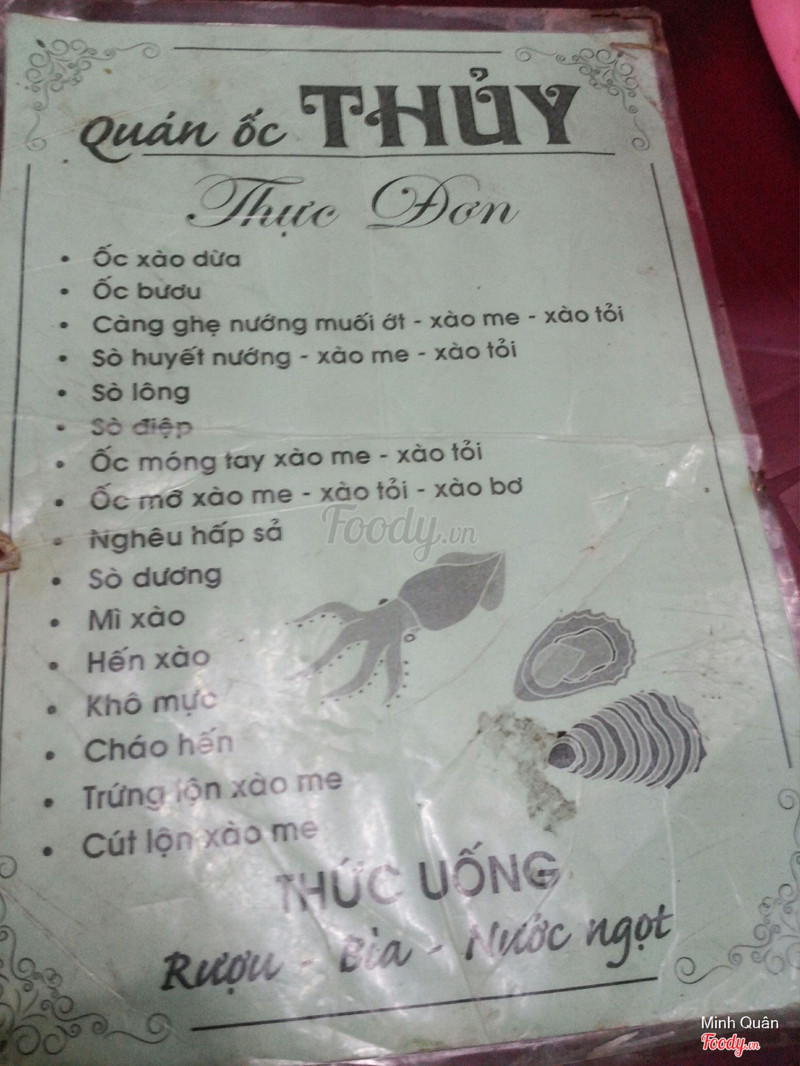 Quán ốc THỦY
Thực Đơn
• Ốc xào dừa
• Ốc bươu
• Càng ghẹ nướng muối ớt - xào me - xào tỏi
• Sò huyết nướng - xào me - xào tỏi
• Sò lông
• Sò điệp
• Ốc móng tay xào me - xào tỏi
• Ốc mỡ xào me - xào tỏi - xào bơ
Foody.vn
• Nghêu hấp sả
• Sò dương
• Mì xào
• Hến xào
• Khô mực
• Cháo hến
• Trứng lộn xào me
• Cút lộn xào me
THỨC UỐNG
Rượu - Bia - Nước ngọt
Minh Quân
Foody.vn